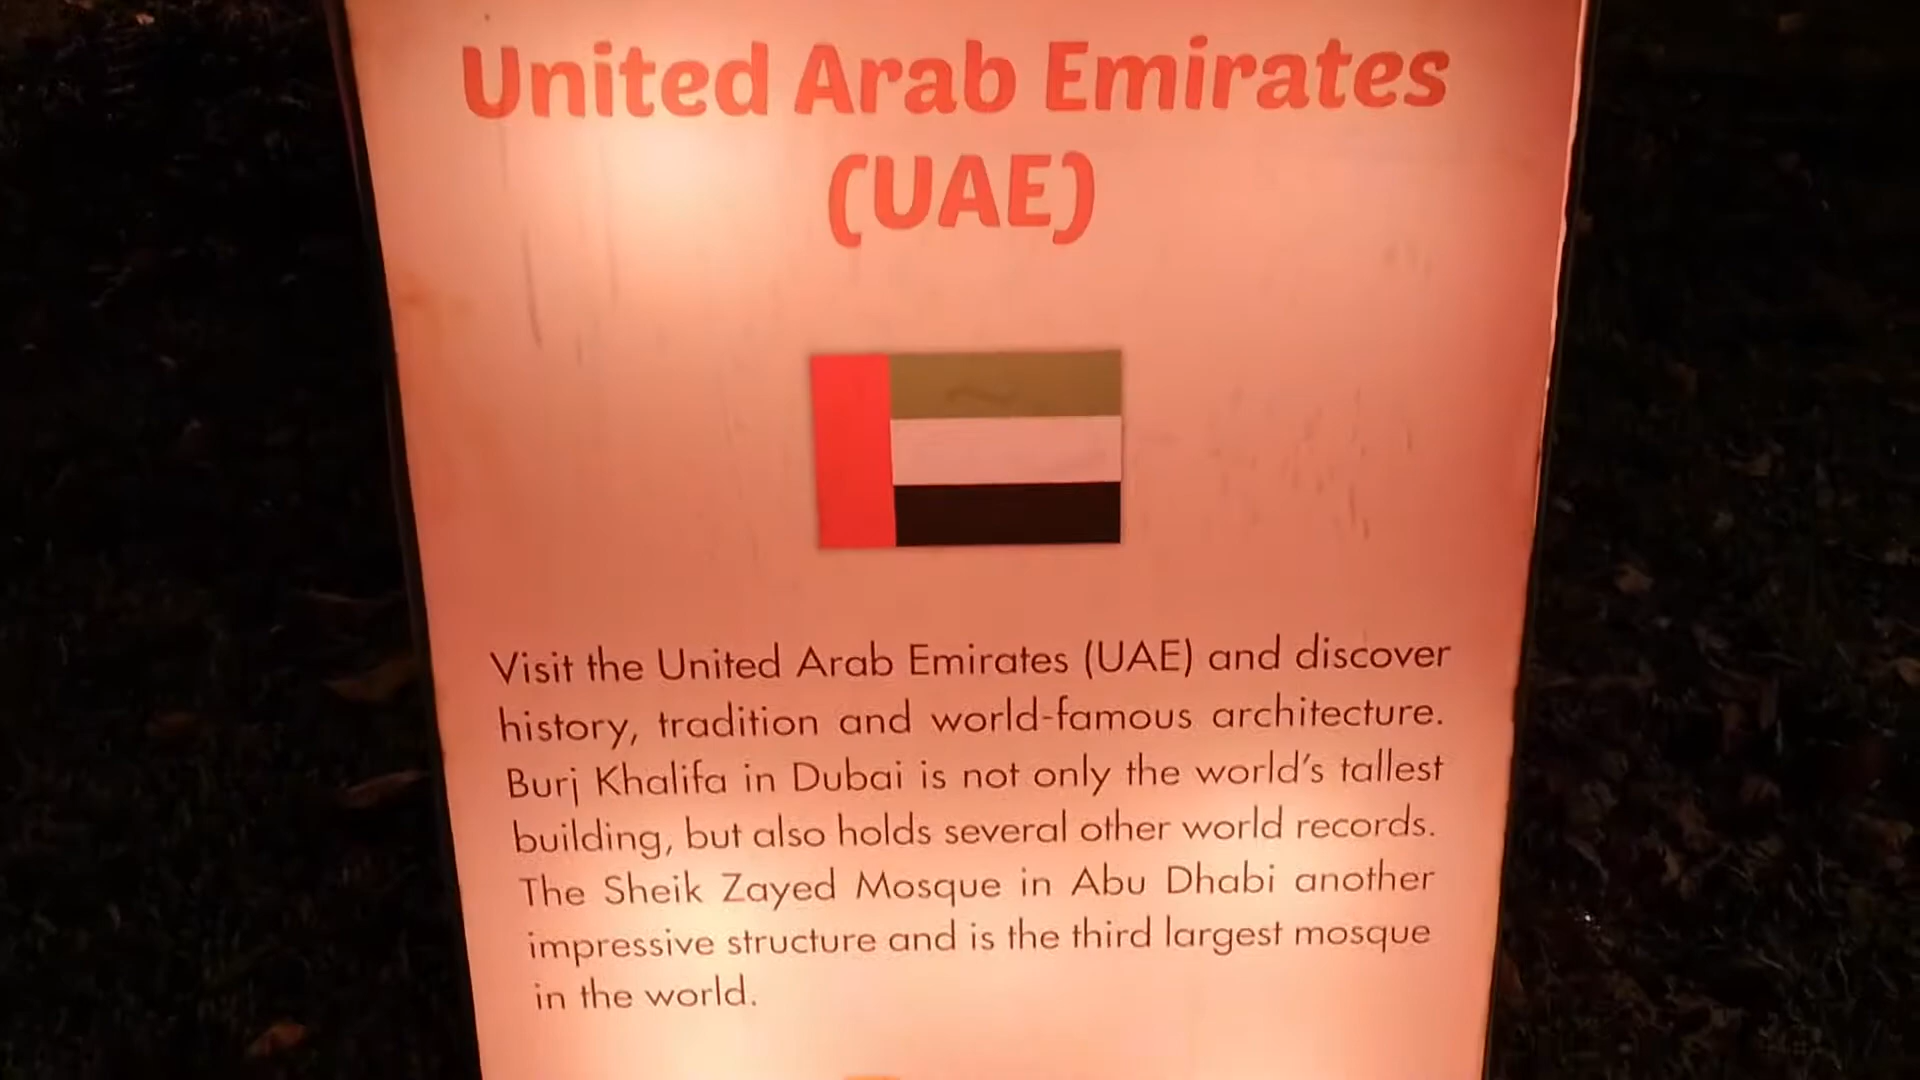 United Arab Emirates
(UAE)
Visit the United Arab Emirates (UAE) and discover
history, tradition and world-famous architecture.
Burj Khalifa in Dubai is not only the world's tallest
building, but also holds several other world records.
The Sheik Zayed Mosque in Abu Dhabi another
impressive structure and is the third largest mosque
in the world.